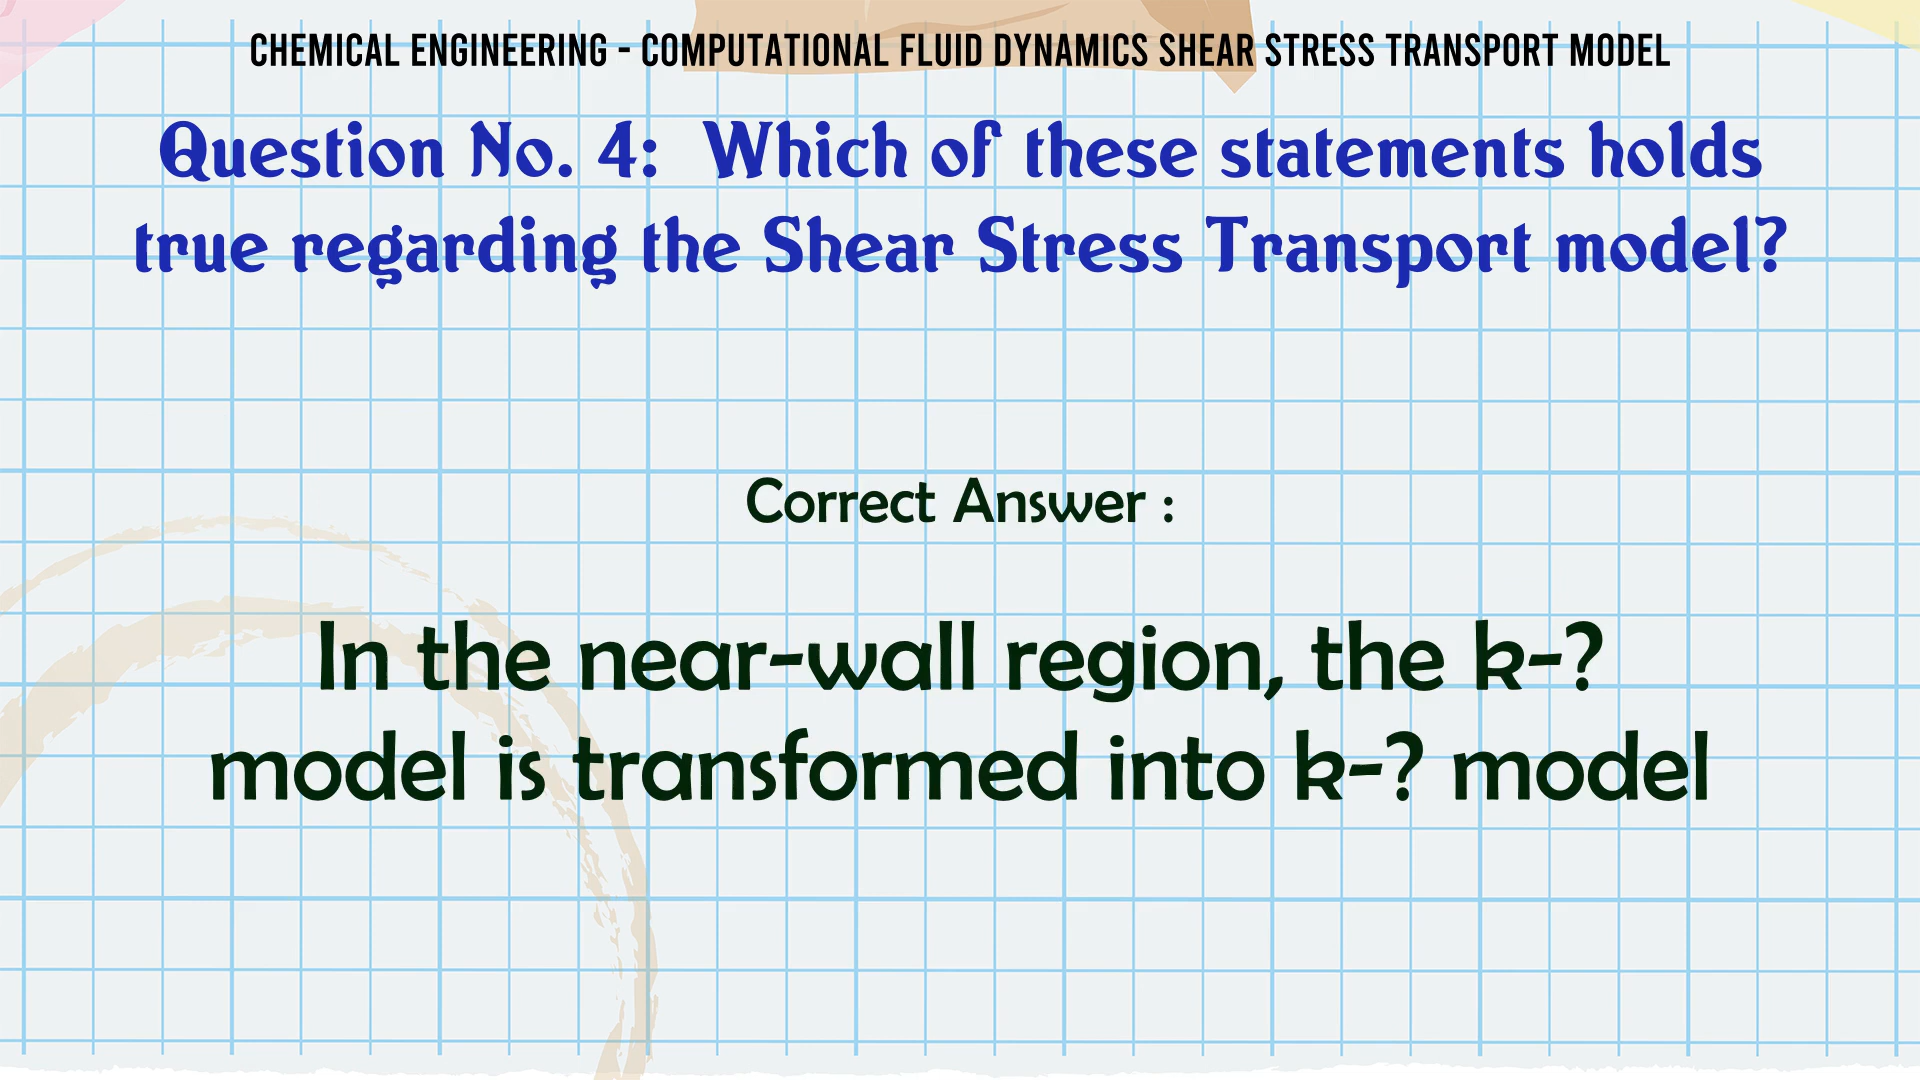 CHEMICAL ENGINEERING - COMPUTATIONAL FLUID DYNAMICS SHEAR STRESS TRANSPORT MODEL
Question No. 4: Which of these statements holds
true regarding the Shear Stress Transport model?
Correct Answer :
In the near-wall region, the k-?
model is transformed into k-? model